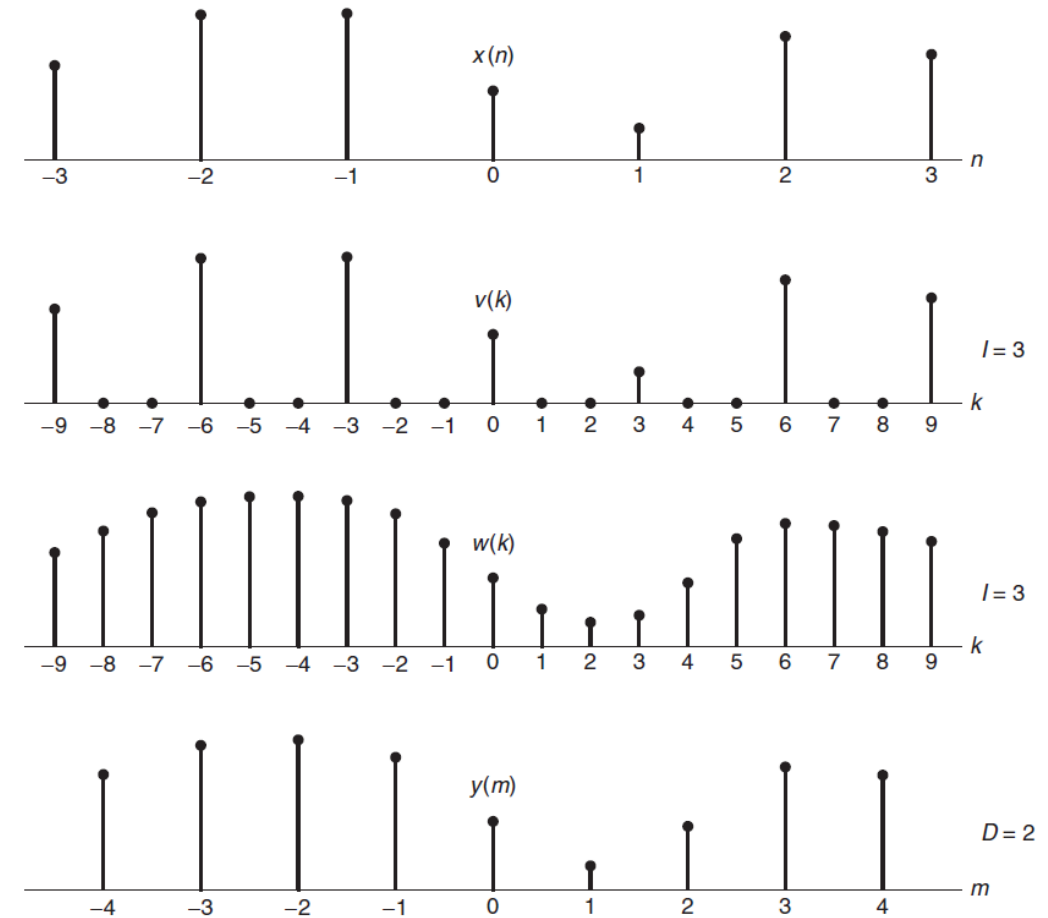 x(n)
n
–3 –2 –1 0 1 2 3
v(k)
I = 3
k
–9 –8 –7 –6 –5 –4 –3 –2 –1 0 1 2 3 4 5 6 7 8 9
w(k)
I = 3
k
–9 –8 –7 –6 –5 –4 –3 –2 –1 0 1 2 3 4 5 6 7 8 9
y(m)
D = 2
m
–4 –3 –2 –1 0 1 2 3 4